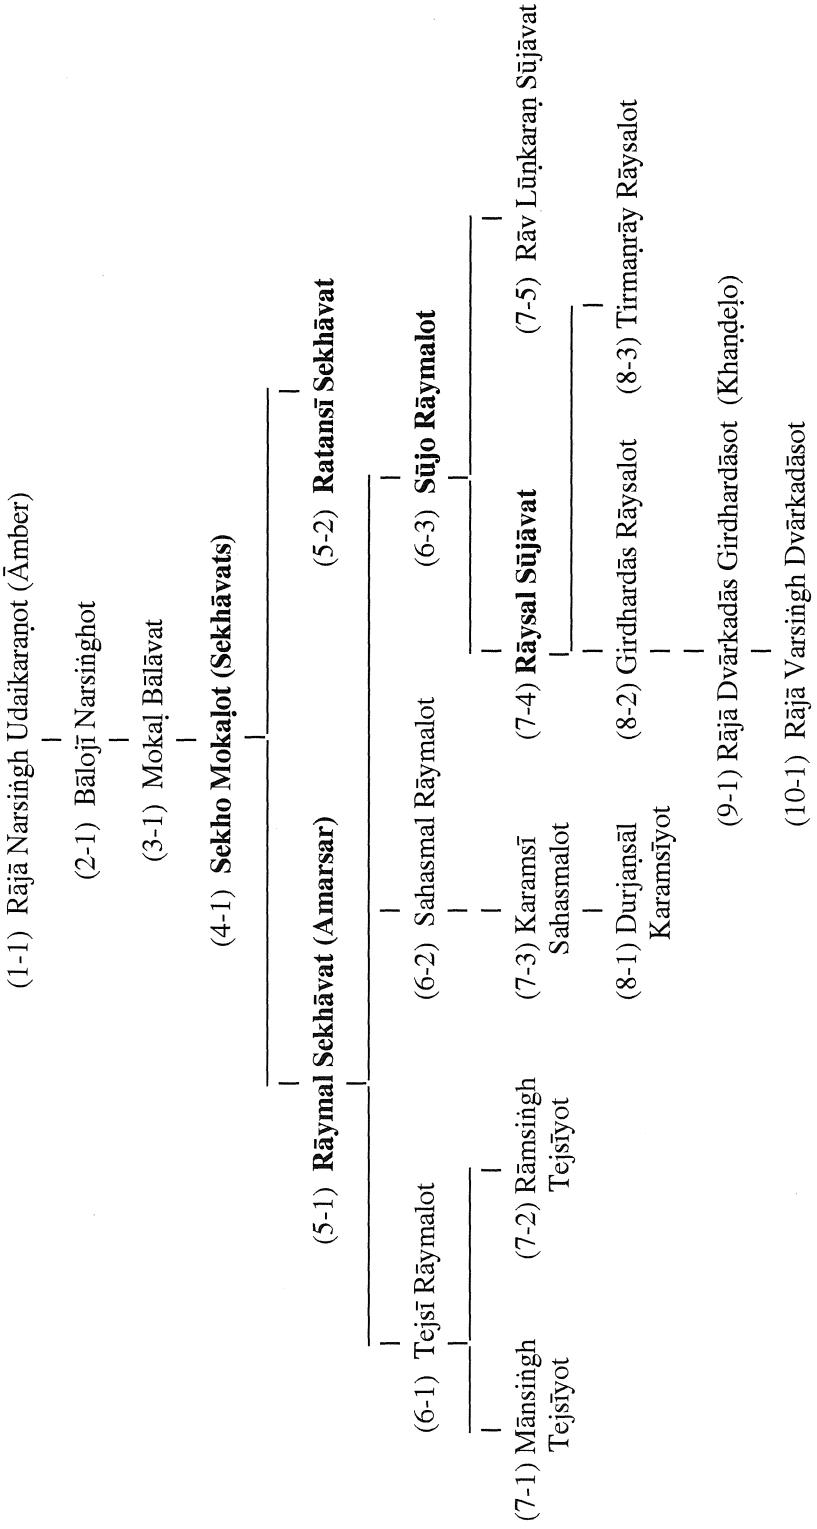 (1-1) Rājā Narsiṅgh Udaikaraṇot (Āmber)
(2-1) Bālojī Narsiṅghot
(3-1) Mokaḷ Bālāvat
(4-1) Sekho Mokaḷot (Sekhāvats)
(5-1) Rāymal Sekhāvat (Amarsar)
(5-2) Ratansī Sekhāvat
(6-1) Tejsī Rāymalot
(6-2) Sahasmal Rāymalot
(6-3) Sūjo Rāymalot
(7-1) Mānsiṅgh
Tejsīyot
(7-2) Rāmsiṅgh
Tejsīyot
(7-3) Karamsī
Sahasmalot
(7-4) Rāysal Sūjāvat
(7-5) Rāv Lūṇkaraṇ Sūjāvat
(8-1) Durjaṇsāl
Karamsīyot
(8-2) Girdhardās Rāysalot
(8-3) Tirmaṇrāy Rāysalot
(9-1) Rājā Dvārkadās Girdhardāsot (Khaṇḍeḷo)
(10-1) Rājā Varsiṅgh Dvārkadāsot